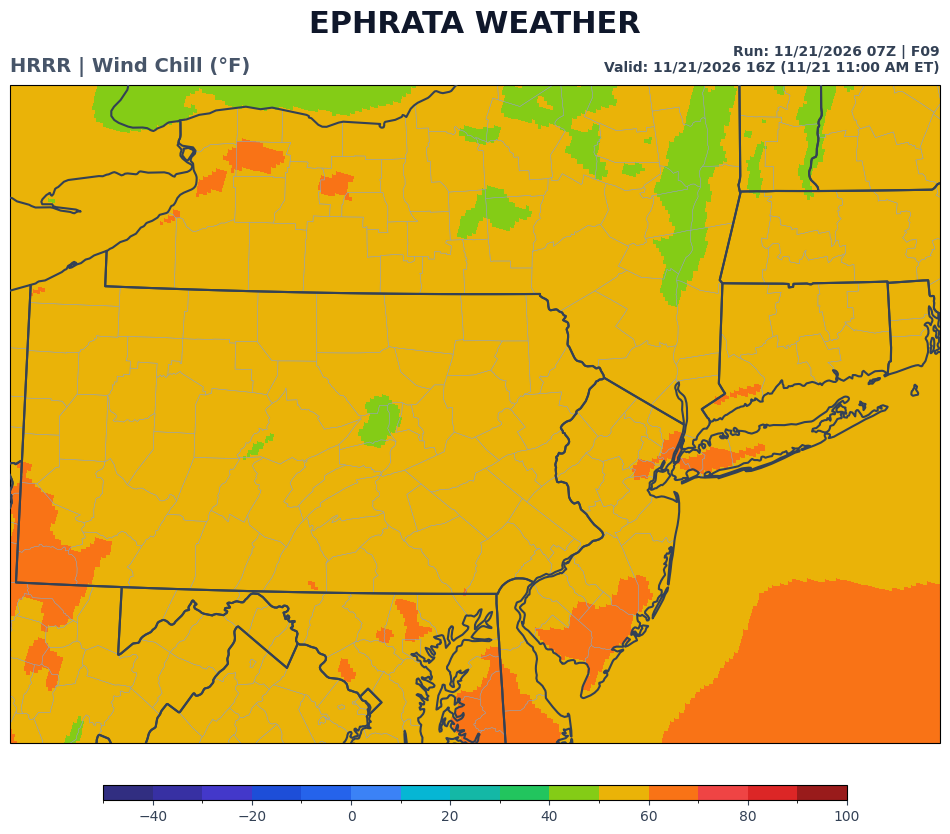 EPHRATA WEATHER
HRRR | Wind Chill (°F)
Run: 11/21/2026 07Z | F09
Valid: 11/21/2026 16Z (11/21 11:00 AM ET)
−40 −20 0 20 40 60 80 100